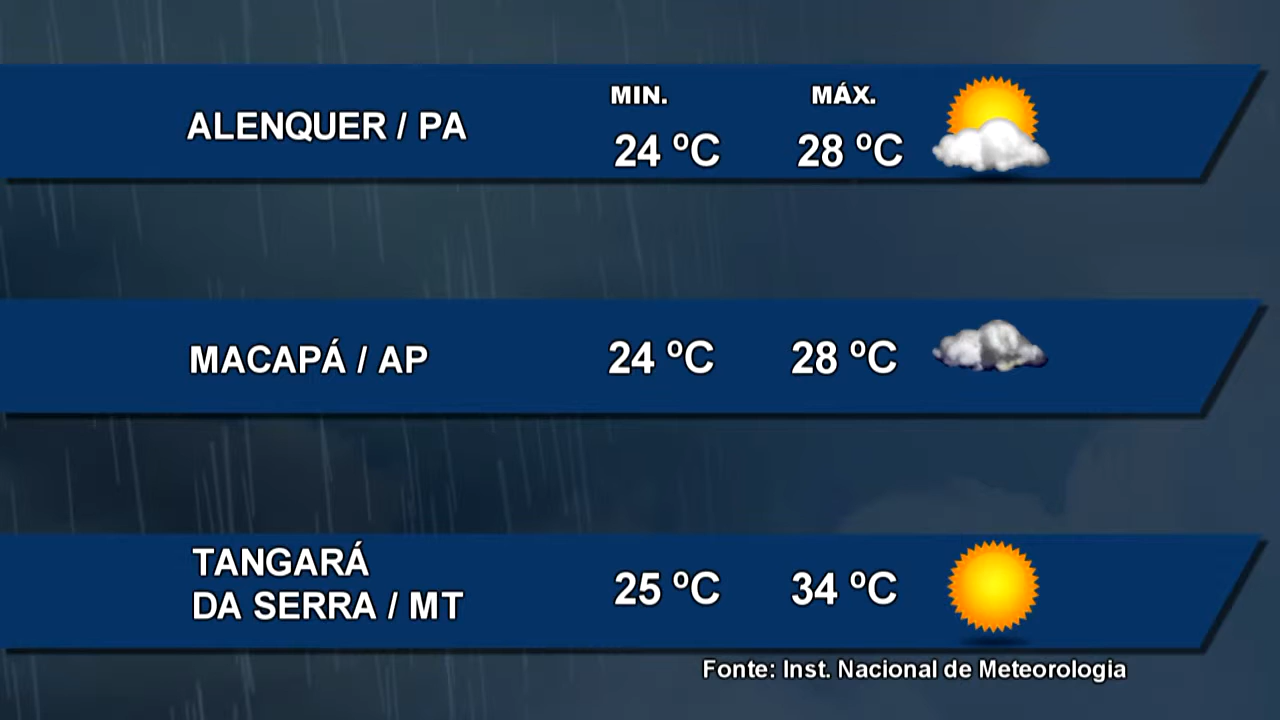 MIN. MÁX.
ALENQUER / PA 24 ºC 28 ºC
MACAPÁ / AP 24 ºC 28 ºC
TANGARÁ
DA SERRA / MT 25 ºC 34 ºC
Fonte: Inst. Nacional de Meteorologia